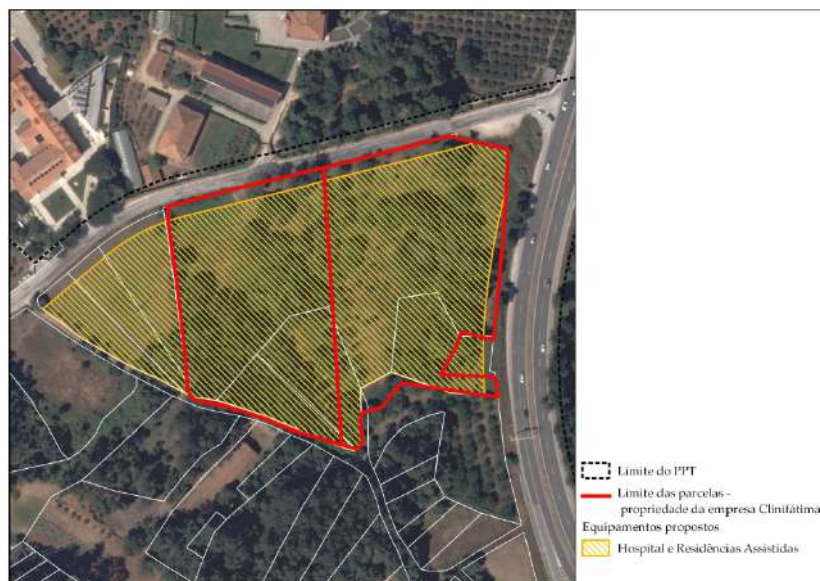 Limite do PPT
Limite das parcelas -
propriedade da empresa Clinifátima
Equipamentos propostos
Hospital e Residências Assistidas